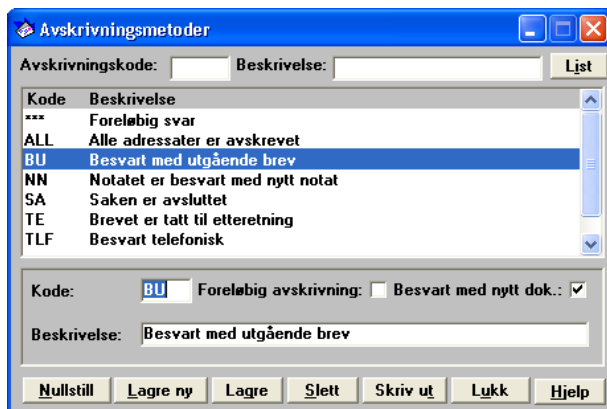 Avskrivningsmetoder
Avskrivningskode: Beskrivelse: List
Kode Beskrivelse
*** Foreløbig svar
ALL Alle adressater er avskrevet
BU Besvart med utgående brev
NN Notatet er besvart med nytt notat
SA Saken er avsluttet
TE Brevet er tatt til etteretning
TLF Besvart telefonisk
Kode: BU Foreløbig avskrivning: Besvart med nytt dok.:
Beskrivelse: Besvart med utgående brev
Nullstill Lagre ny Lagre Slett Skriv ut Lukk Hjelp